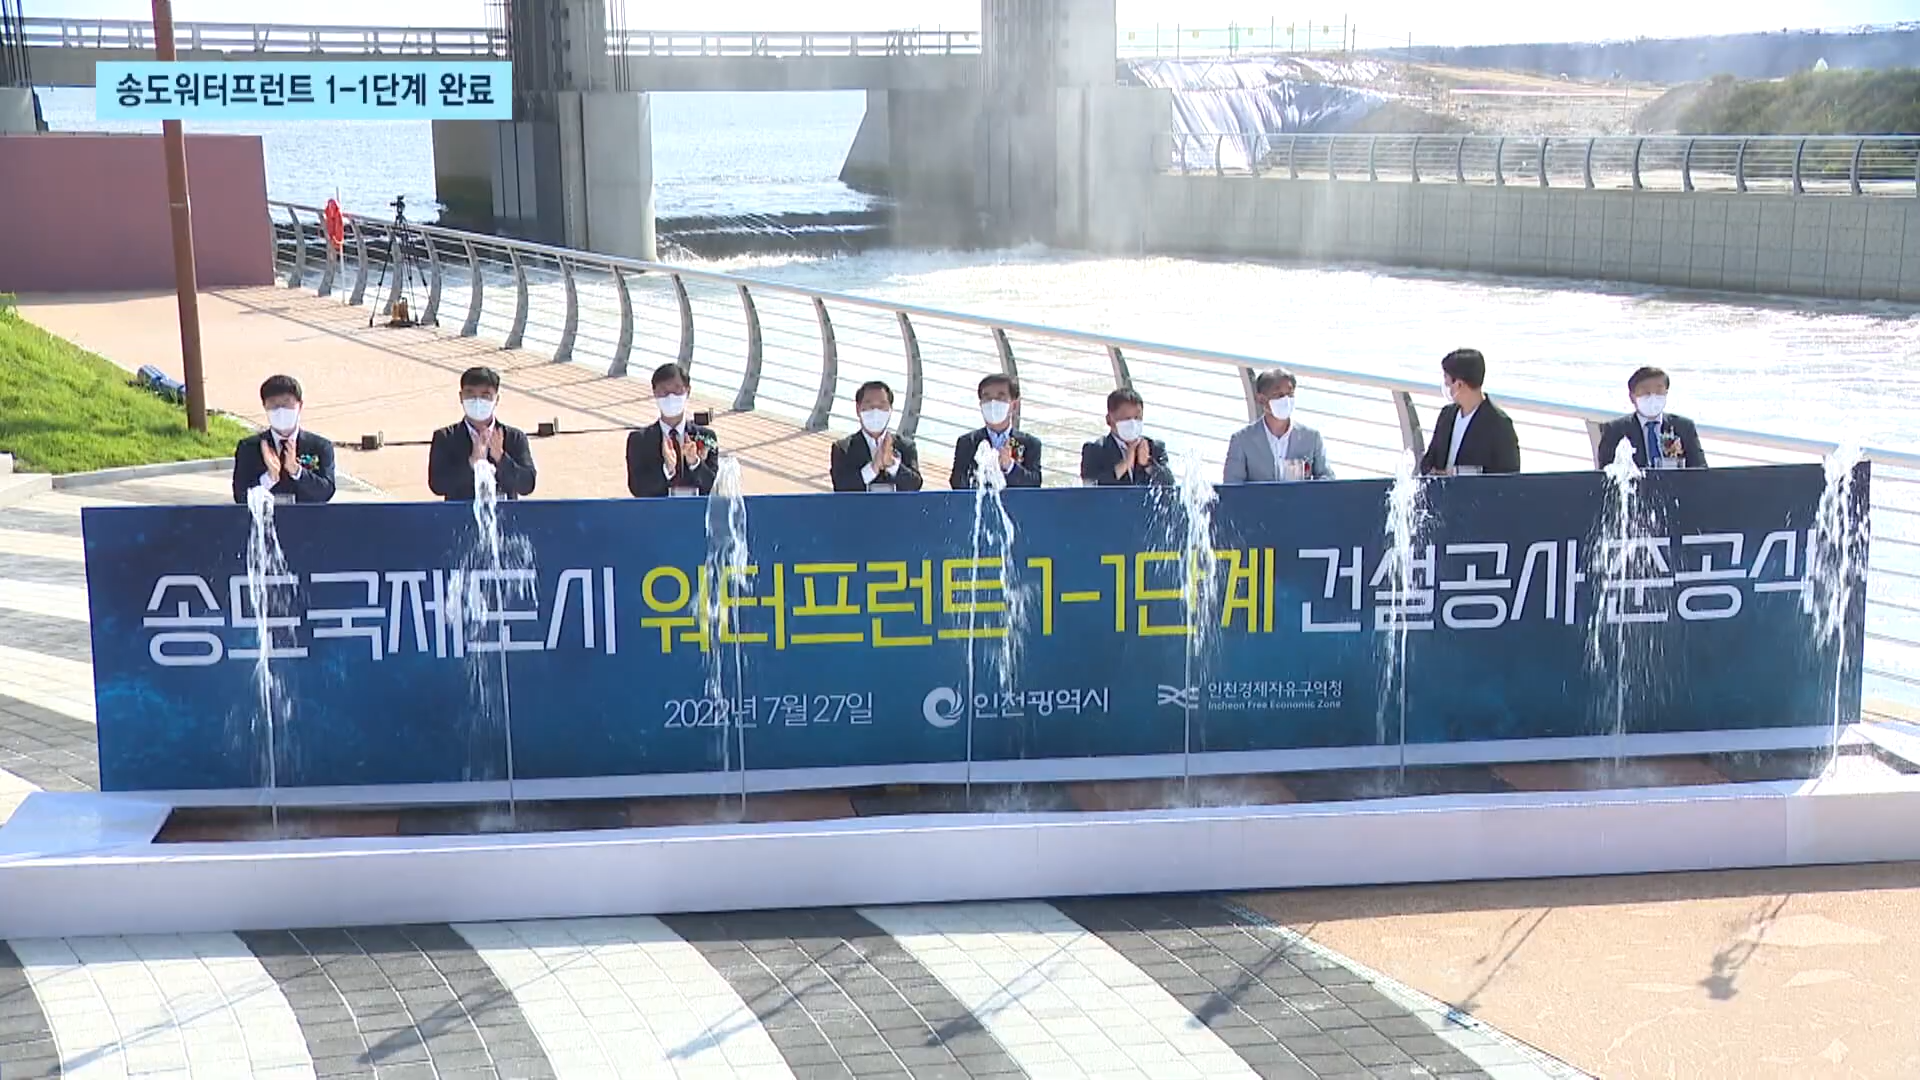 송도워터프런트 1-1단계 완료
송도국제도시 워터프런트 1-1단계 건설공사 준공식
2022년 7월 27일 인천광역시 인천경제자유구역청
Incheon Free Economic Zone